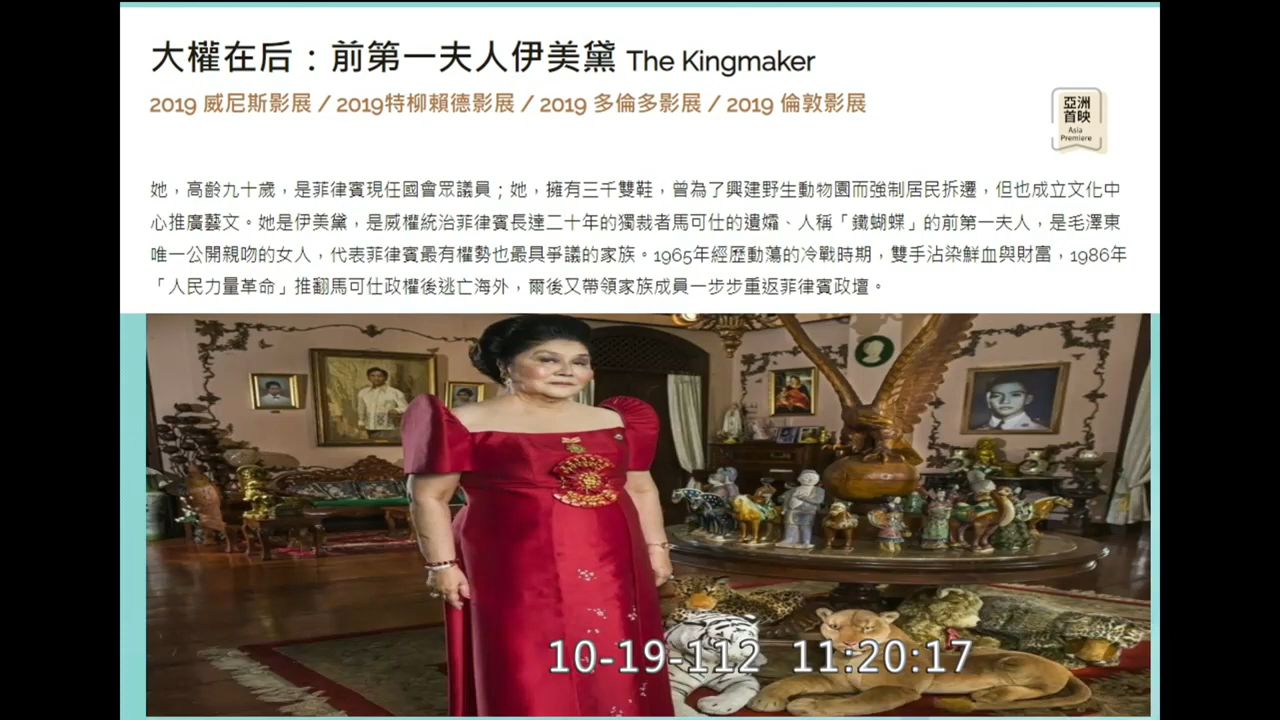 大權在后：前第一夫人伊美黛 The Kingmaker
2019 威尼斯影展 / 2019特柳賴德影展 / 2019 多倫多影展 / 2019 倫敦影展
亞洲
首映
Asia
Premiere
她，高齡九十歲，是菲律賓現任國會眾議員；她，擁有三千雙鞋，曾為了興建野生動物園而強制居民拆遷，但也成立文化中
心推廣藝文。她是伊美黛，是威權統治菲律賓長達二十年的獨裁者馬可仕的遺孀、人稱「鐵蝴蝶」的前第一夫人，是毛澤東
唯一公開親吻的女人，代表菲律賓最有權勢也最具爭議的家族。1965年經歷動蕩的冷戰時期，雙手沾染鮮血與財富，1986年
「人民力量革命」推翻馬可仕政權後逃亡海外，爾後又帶領家族成員一步步重返菲律賓政壇。
10-19-112 11:20:17